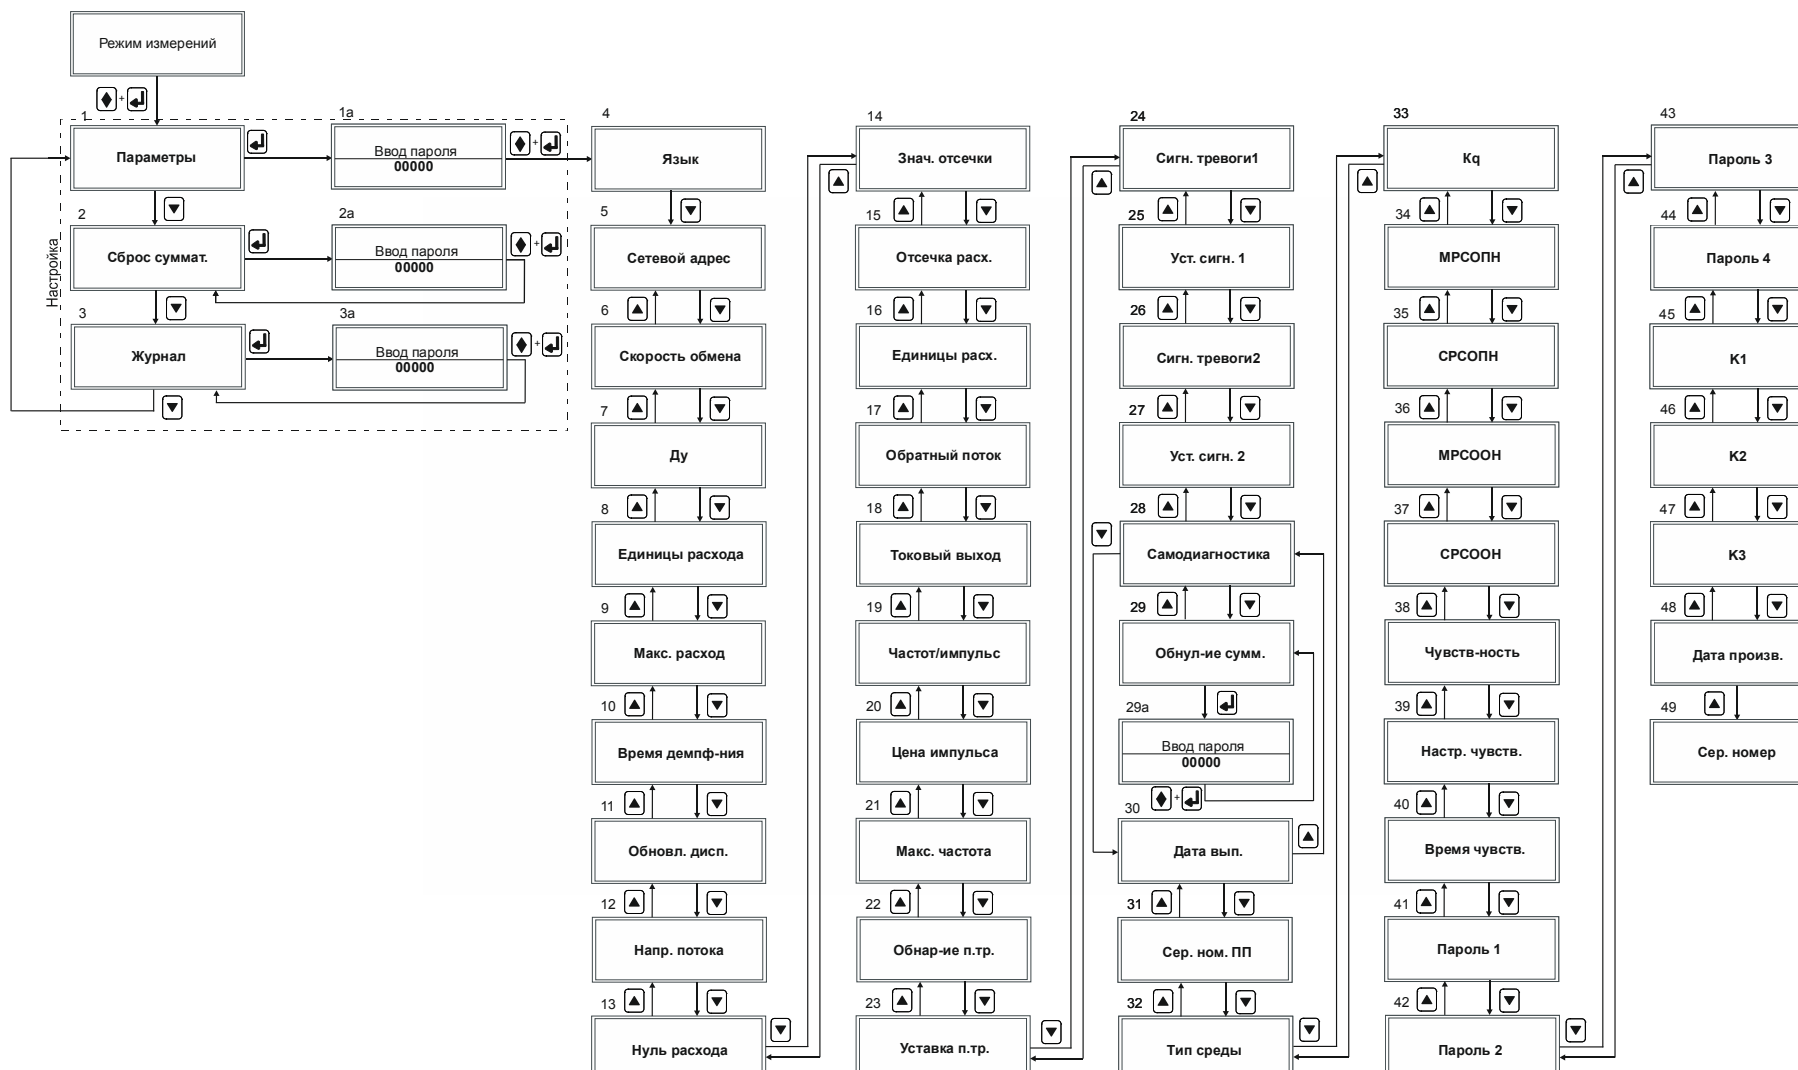 Режим измерений
+
Настройка
1
Параметры
1а
Ввод пароля
00000
+
2
Сброс суммат.
2а
Ввод пароля
00000
+
3
Журнал
3а
Ввод пароля
00000
+
4
Язык
5
Сетевой адрес
6
Скорость обмена
7
Ду
8
Единицы расхода
9
Макс. расход
10
Время демпф-ния
11
Обновл. дисп.
12
Напр. потока
13
Нуль расхода
14
Знач. отсечки
15
Отсечка расх.
16
Единицы расх.
17
Обратный поток
18
Токовый выход
19
Частот/импульс
20
Цена импульса
21
Макс. частота
22
Обнар-ие п.тр.
23
Уставка п.тр.
24
Сигн. тревоги1
25
Уст. сигн. 1
26
Сигн. тревоги2
27
Уст. сигн. 2
28
Самодиагностика
29
Обнул-ие сумм.
29а
Ввод пароля
00000
+
30
Дата вып.
31
Сер. ном. ПП
32
Тип среды
33
Kq
34
МРСОПН
35
СРСОПН
36
МРСООН
37
СРСООН
38
Чувств-ность
39
Настр. чувств.
40
Время чувств.
41
Пароль 1
42
Пароль 2
43
Пароль 3
44
Пароль 4
45
К1
46
К2
47
К3
48
Дата произв.
49
Сер. номер